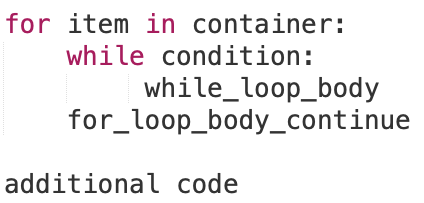 for item in container:
    while condition:
         while_loop_body
    for_loop_body_continue

additional code